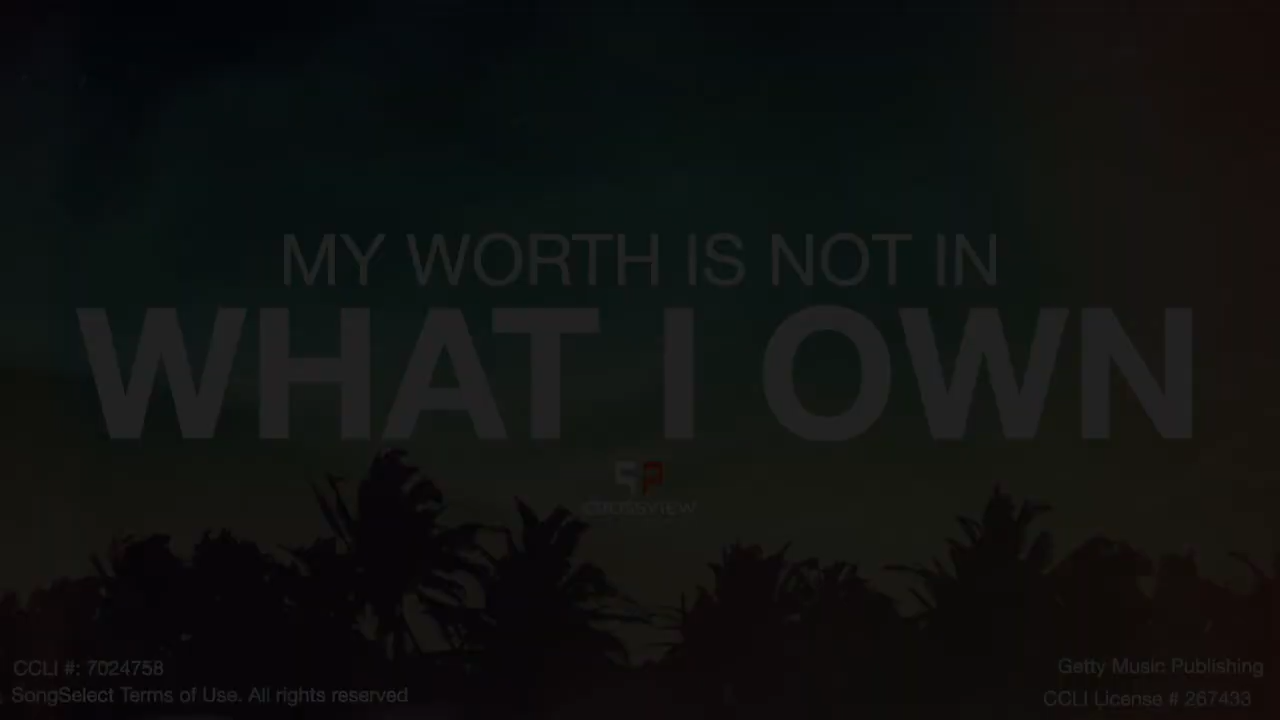 MY WORTH IS NOT IN
WHAT I OWN
CROSSVIEW
CCLI #: 7024758
SongSelect Terms of Use. All rights reserved
Getty Music Publishing
CCLI License # 267433